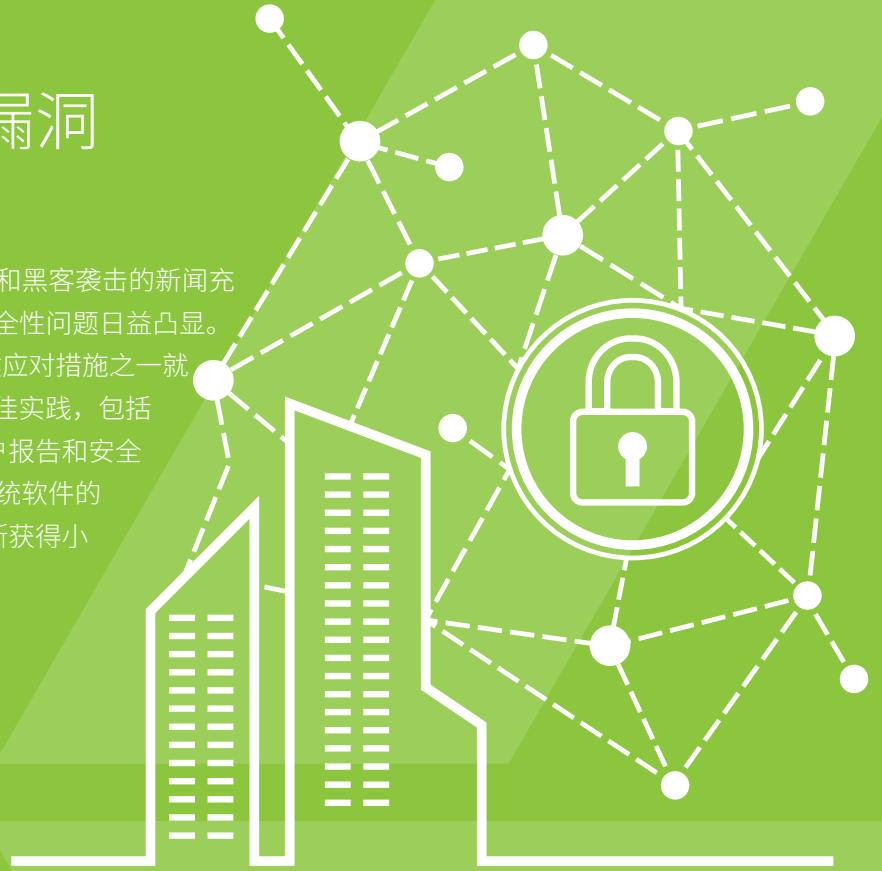 漏洞
和黑客袭击的新闻充
全性问题日益凸显。
应对措施之一就
佳实践，包括
户报告和安全
统软件的
所获得小